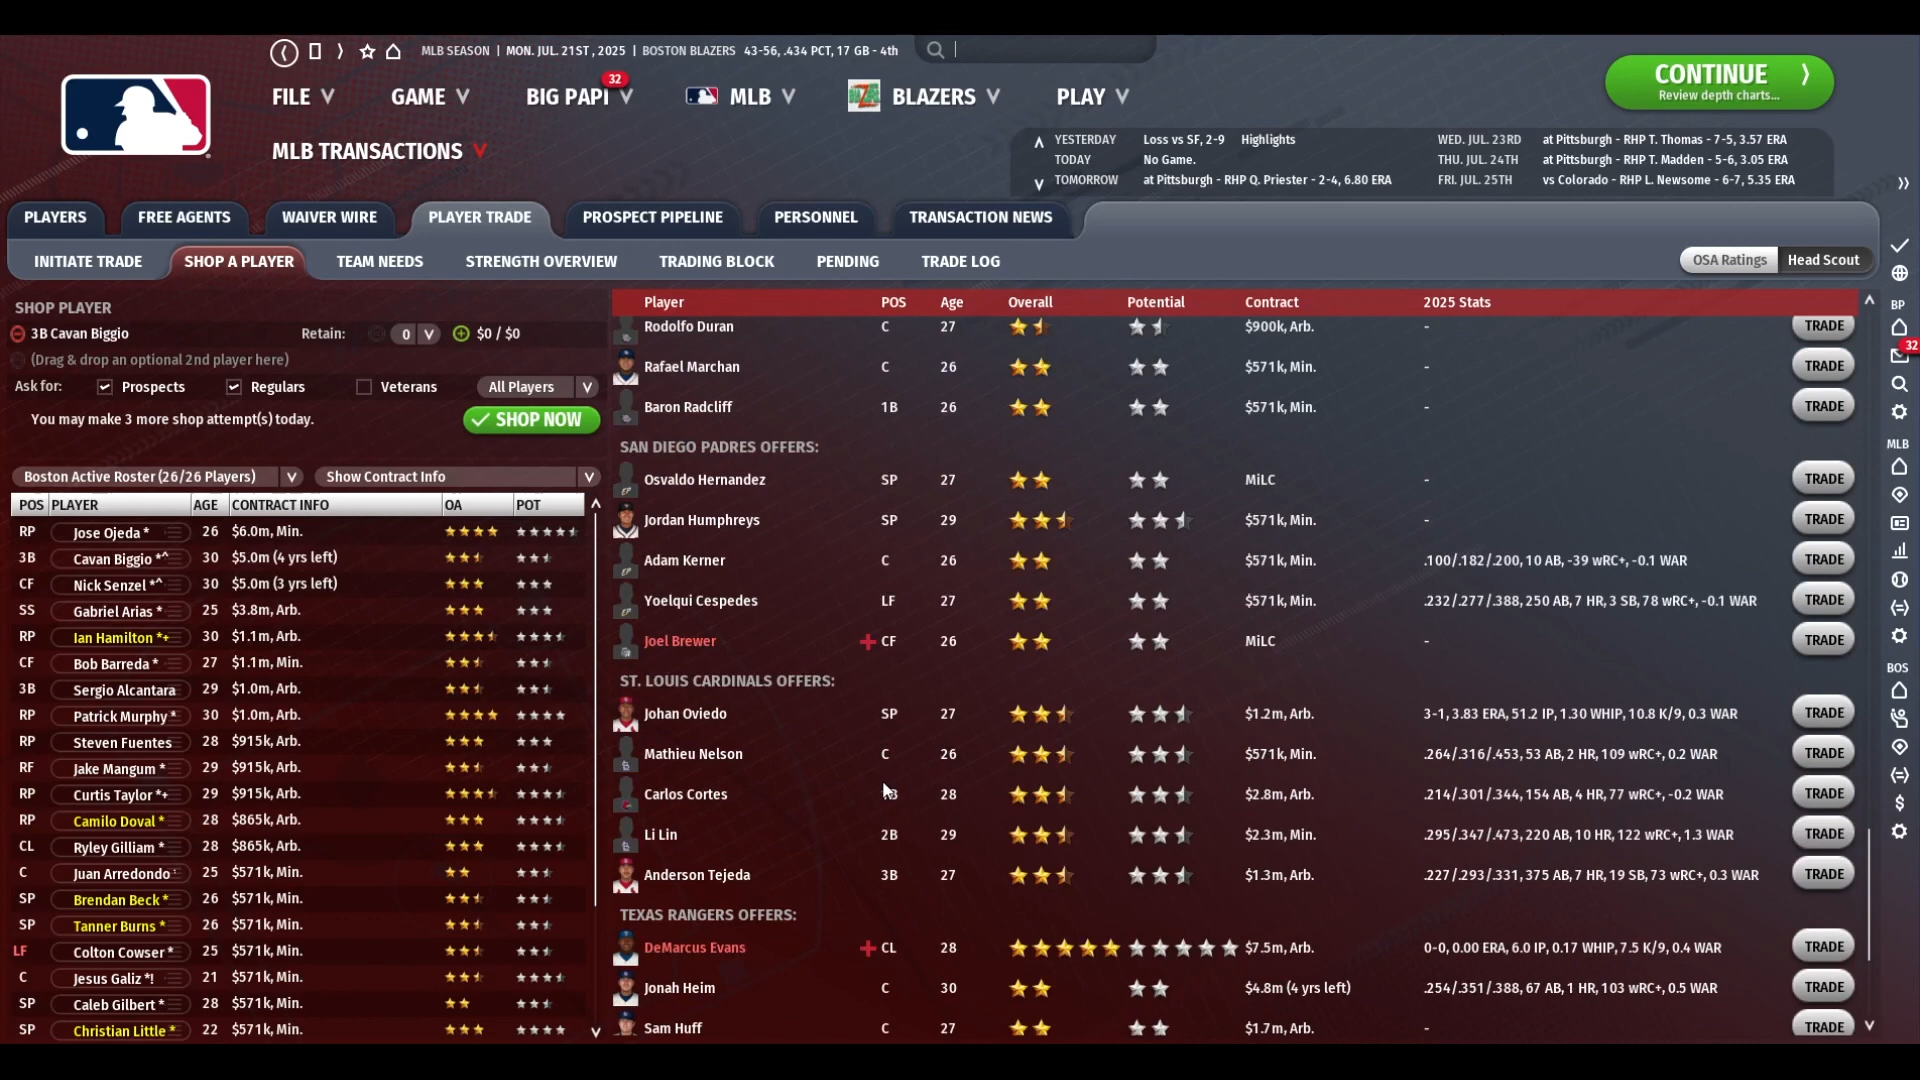 MLB SEASON | MON. JUL. 21ST , 2025 | BOSTON BLAZERS 43-56, .434 PCT, 17 GB - 4th
FILE GAME BIG PAPI 32 MLB BLAZERS PLAY
CONTINUE
Review depth charts...
MLB TRANSACTIONS
YESTERDAY Loss vs SF, 2-9 Highlights WED. JUL. 23RD at Pittsburgh - RHP T. Thomas - 7-5, 3.57 ERA
TODAY No Game. THU. JUL. 24TH at Pittsburgh - RHP T. Madden - 5-6, 3.05 ERA
TOMORROW at Pittsburgh - RHP Q. Priester - 2-4, 6.80 ERA FRI. JUL. 25TH vs Colorado - RHP L. Newsome - 6-7, 5.35 ERA
PLAYERS FREE AGENTS WAIVER WIRE PLAYER TRADE PROSPECT PIPELINE PERSONNEL TRANSACTION NEWS
INITIATE TRADE SHOP A PLAYER TEAM NEEDS STRENGTH OVERVIEW TRADING BLOCK PENDING TRADE LOG OSA Ratings Head Scout
SHOP PLAYER
3B Cavan Biggio Retain: 0 $0 / $0
(Drag & drop an optional 2nd player here)
Ask for: Prospects Regulars Veterans All Players
You may make 3 more shop attempt(s) today. SHOP NOW
Boston Active Roster (26/26 Players) Show Contract Info
POS PLAYER AGE CONTRACT INFO OA POT
RP Jose Ojeda * 26 $6.0m, Min.
3B Cavan Biggio *^ 30 $5.0m (4 yrs left)
CF Nick Senzel *^ 30 $5.0m (3 yrs left)
SS Gabriel Arias * 25 $3.8m, Arb.
RP Ian Hamilton *+ 30 $1.1m, Arb.
CF Bob Barreda * 27 $1.1m, Min.
3B Sergio Alcantara 29 $1.0m, Arb.
RP Patrick Murphy * 30 $1.0m, Arb.
RP Steven Fuentes 28 $915k, Arb.
RF Jake Mangum * 29 $915k, Arb.
RP Curtis Taylor *+ 29 $915k, Arb.
RP Camilo Doval * 28 $865k, Arb.
CL Ryley Gilliam * 28 $865k, Arb.
C Juan Arredondo 25 $571k, Min.
SP Brendan Beck * 26 $571k, Min.
SP Tanner Burns * 26 $571k, Min.
LF Colton Cowser * 25 $571k, Min.
C Jesus Galiz *! 21 $571k, Min.
SP Caleb Gilbert * 28 $571k, Min.
SP Christian Little * 22 $571k, Min.
Player POS Age Overall Potential Contract 2025 Stats
Rodolfo Duran C 27 $900k, Arb. - TRADE
Rafael Marchan C 26 $571k, Min. - TRADE
Baron Radcliff 1B 26 $571k, Min. - TRADE
SAN DIEGO PADRES OFFERS:
Osvaldo Hernandez SP 27 MiLC - TRADE
Jordan Humphreys SP 29 $571k, Min. - TRADE
Adam Kerner C 26 $571k, Min. .100/.182/.200, 10 AB, -39 wRC+, -0.1 WAR TRADE
Yoelqui Cespedes LF 27 $571k, Min. .232/.277/.388, 250 AB, 7 HR, 3 SB, 78 wRC+, -0.1 WAR TRADE
Joel Brewer CF 26 MiLC - TRADE
ST. LOUIS CARDINALS OFFERS:
Johan Oviedo SP 27 $1.2m, Arb. 3-1, 3.83 ERA, 51.2 IP, 1.30 WHIP, 10.8 K/9, 0.3 WAR TRADE
Mathieu Nelson C 26 $571k, Min. .264/.316/.453, 53 AB, 2 HR, 109 wRC+, 0.2 WAR TRADE
Carlos Cortes 28 $2.8m, Arb. .214/.301/.344, 154 AB, 4 HR, 77 wRC+, -0.2 WAR TRADE
Li Lin 2B 29 $2.3m, Min. .295/.347/.473, 220 AB, 10 HR, 122 wRC+, 1.3 WAR TRADE
Anderson Tejeda 3B 27 $1.3m, Arb. .227/.293/.331, 375 AB, 7 HR, 19 SB, 73 wRC+, 0.3 WAR TRADE
TEXAS RANGERS OFFERS:
DeMarcus Evans CL 28 $7.5m, Arb. 0-0, 0.00 ERA, 6.0 IP, 0.17 WHIP, 7.5 K/9, 0.4 WAR TRADE
Jonah Heim C 30 $4.8m (4 yrs left) .254/.351/.388, 67 AB, 1 HR, 103 wRC+, 0.5 WAR TRADE
Sam Huff C 27 $1.7m, Arb. - TRADE
BP
32
MLB
BOS